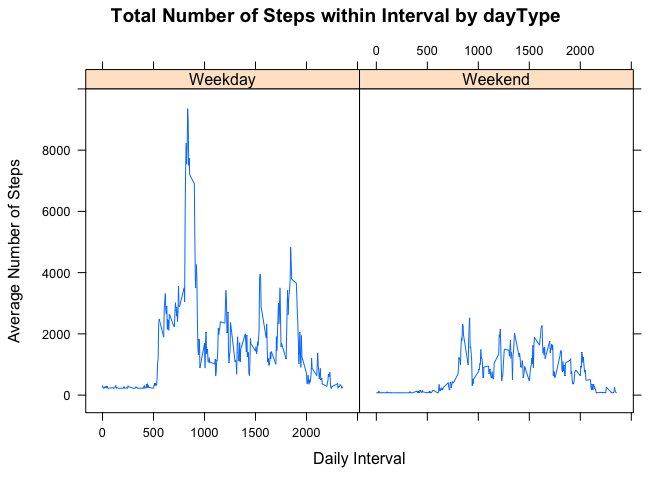 Total Number of Steps within Interval by dayType
0 500 1000 1500 2000
Weekday Weekend
8000
6000
4000
2000
0
Average Number of Steps
0 500 1000 1500 2000
Daily Interval